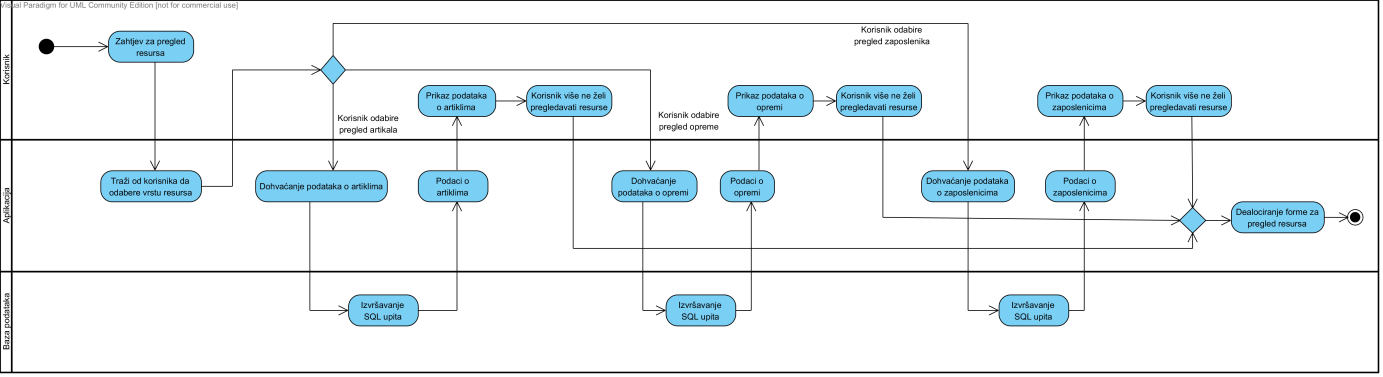 Visual Paradigm for UML Community Edition [not for commercial use]
Korisnik
Zahtjev za pregled
resursa
Korisnik odabire
pregled zaposlenika
Prikaz podataka
o artiklima
Korisnik više ne želi
pregledavati resurse
Prikaz podataka o
opremi
Korisnik više ne želi
pregledavati resurse
Prikaz podataka o
zaposlenicima
Korisnik više ne želi
pregledavati resurse
Korisnik odabire
pregled artikala
Korisnik odabire
pregled opreme
Aplikacija
Traži od korisnika da
odabere vrstu resursa
Dohvaćanje podataka o artiklima
Podaci o
artiklima
Dohvaćanje
podataka o opremi
Podaci o
opremi
Dohvaćanje podataka
o zaposlenicima
Podaci o
zaposlenicima
Dealociranje forme za
pregled resursa
Baza podataka
Izvršavanje
SQL upita
Izvršavanje
SQL upita
Izvršavanje
SQL upita